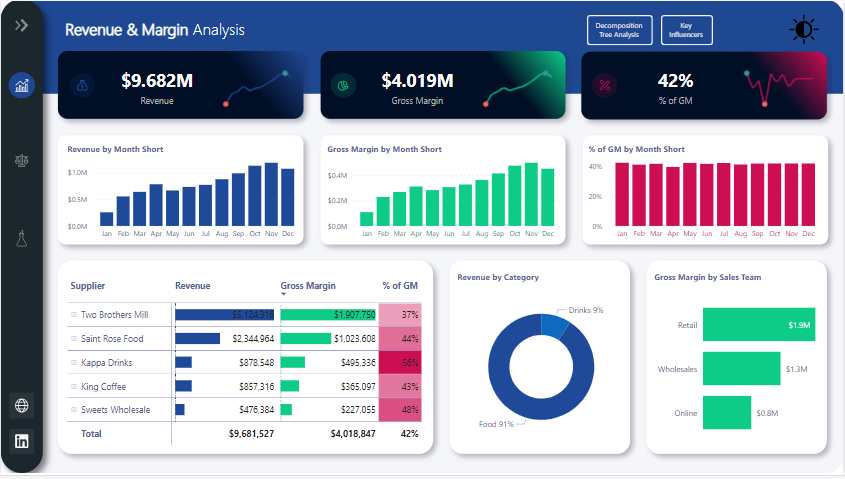 Revenue & Margin Analysis
Decomposition
Tree Analysis
Key
Influencers
$9.682M
Revenue
$4.019M
Gross Margin
42%
% of GM
Revenue by Month Short
$1.0M
$0.5M
$0.0M
Jan Feb Mar Apr May Jun Jul Aug Sep Oct Nov Dec
Gross Margin by Month Short
$0.4M
$0.2M
$0.0M
Jan Feb Mar Apr May Jun Jul Aug Sep Oct Nov Dec
% of GM by Month Short
40%
20%
0%
Jan Feb Mar Apr May Jun Jul Aug Sep Oct Nov Dec
Supplier Revenue Gross Margin % of GM
Two Brothers Mill $5,124,316 $1,907,750 37%
Saint Rose Food $2,344,964 $1,023,608 44%
Kappa Drinks $878,548 $495,336 56%
King Coffee $857,316 $365,097 43%
Sweets Wholesale $476,384 $227,055 48%
Total $9,681,527 $4,018,847 42%
Revenue by Category
Drinks 9%
Food 91%
Gross Margin by Sales Team
Retail $1.9M
Wholesales $1.3M
Online $0.8M
in